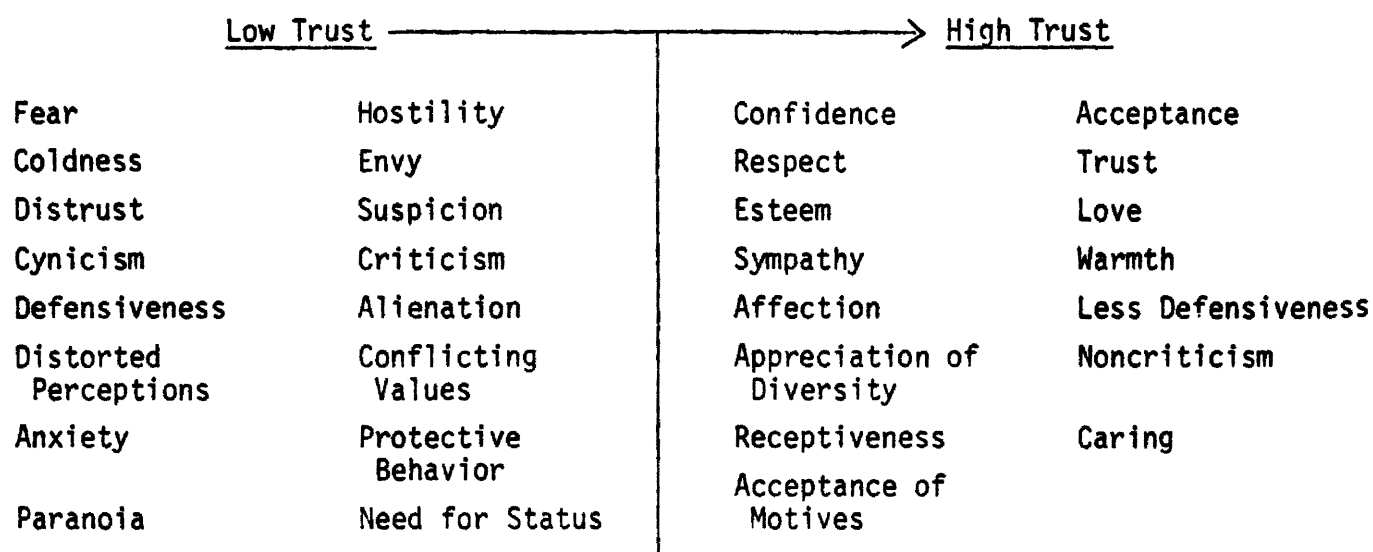 Low Trust High Trust
Fear Hostility Confidence Acceptance
Coldness Envy Respect Trust
Distrust Suspicion Esteem Love
Cynicism Criticism Sympathy Warmth
Defensiveness Alienation Affection Less Defensiveness
Distorted Conflicting Appreciation of Noncriticism
Perceptions Values Diversity
Anxiety Protective Receptiveness Caring
Behavior
Acceptance of
Paranoia Need for Status Motives